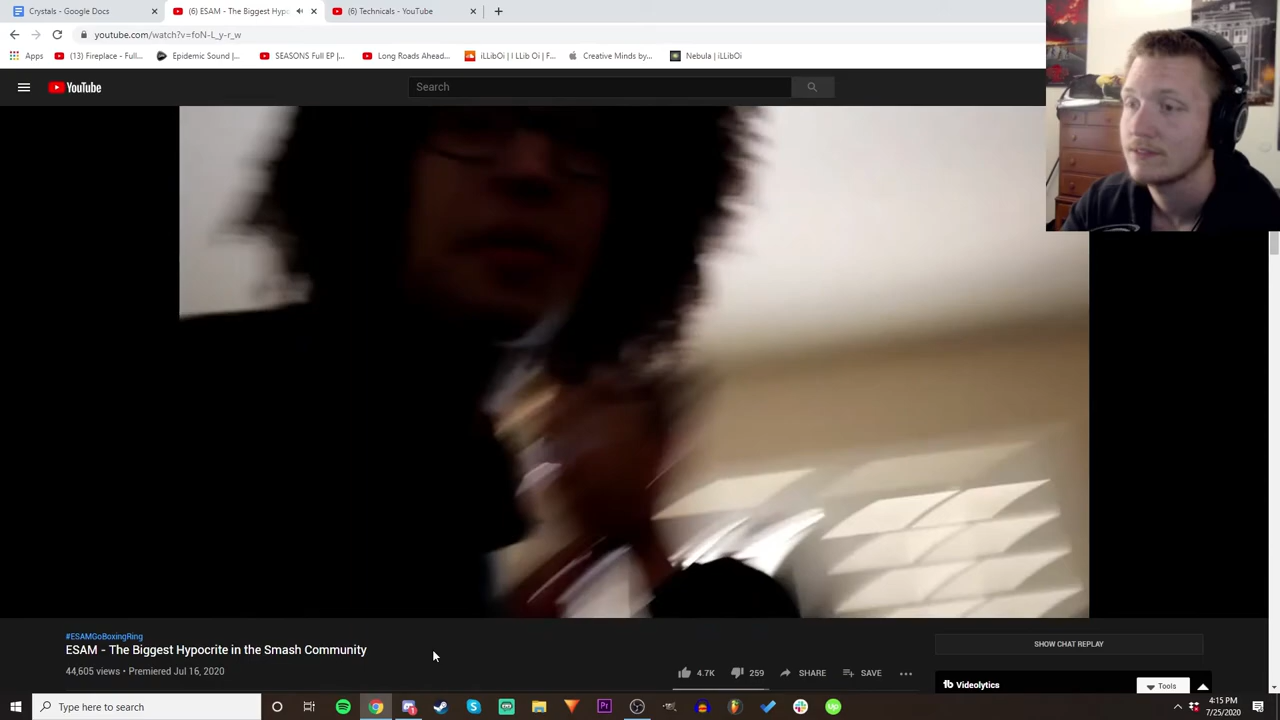 Crystals - Google Docs
(6) ESAM - The Biggest Hypo
(6) Technicals - YouTube
youtube.com/watch?v=foN-L_y-r_w
Apps
(13) Fireplace - Full...
Epidemic Sound |...
SEASONS Full EP |...
Long Roads Ahead...
iLLibOi | I LLib Oi | F...
Creative Minds by...
Nebula | iLLibOi
YouTube
Search
#ESAMGoBoxingRing
ESAM - The Biggest Hypocrite in the Smash Community
44,605 views • Premiered Jul 16, 2020
4.7K
259
SHARE
SAVE
SHOW CHAT REPLAY
tb Videolytics
Tools
Type here to search
4:15 PM
7/25/2020